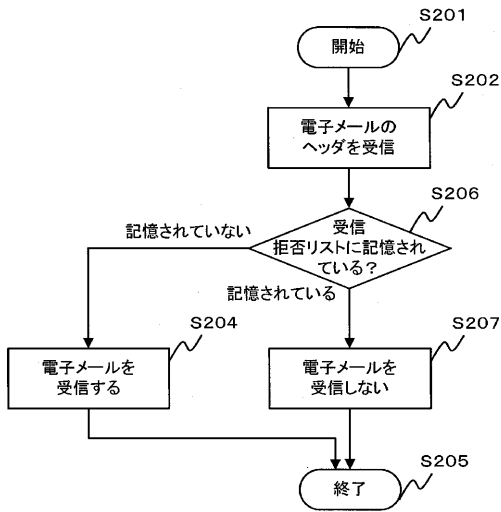 S201
開始
S202
電子メールの
ヘッダを受信
S206
受信
拒否リストに記憶され
ている?
記憶されていない
記憶されている
S204
電子メールを
受信する
S207
電子メールを
受信しない
S205
終了